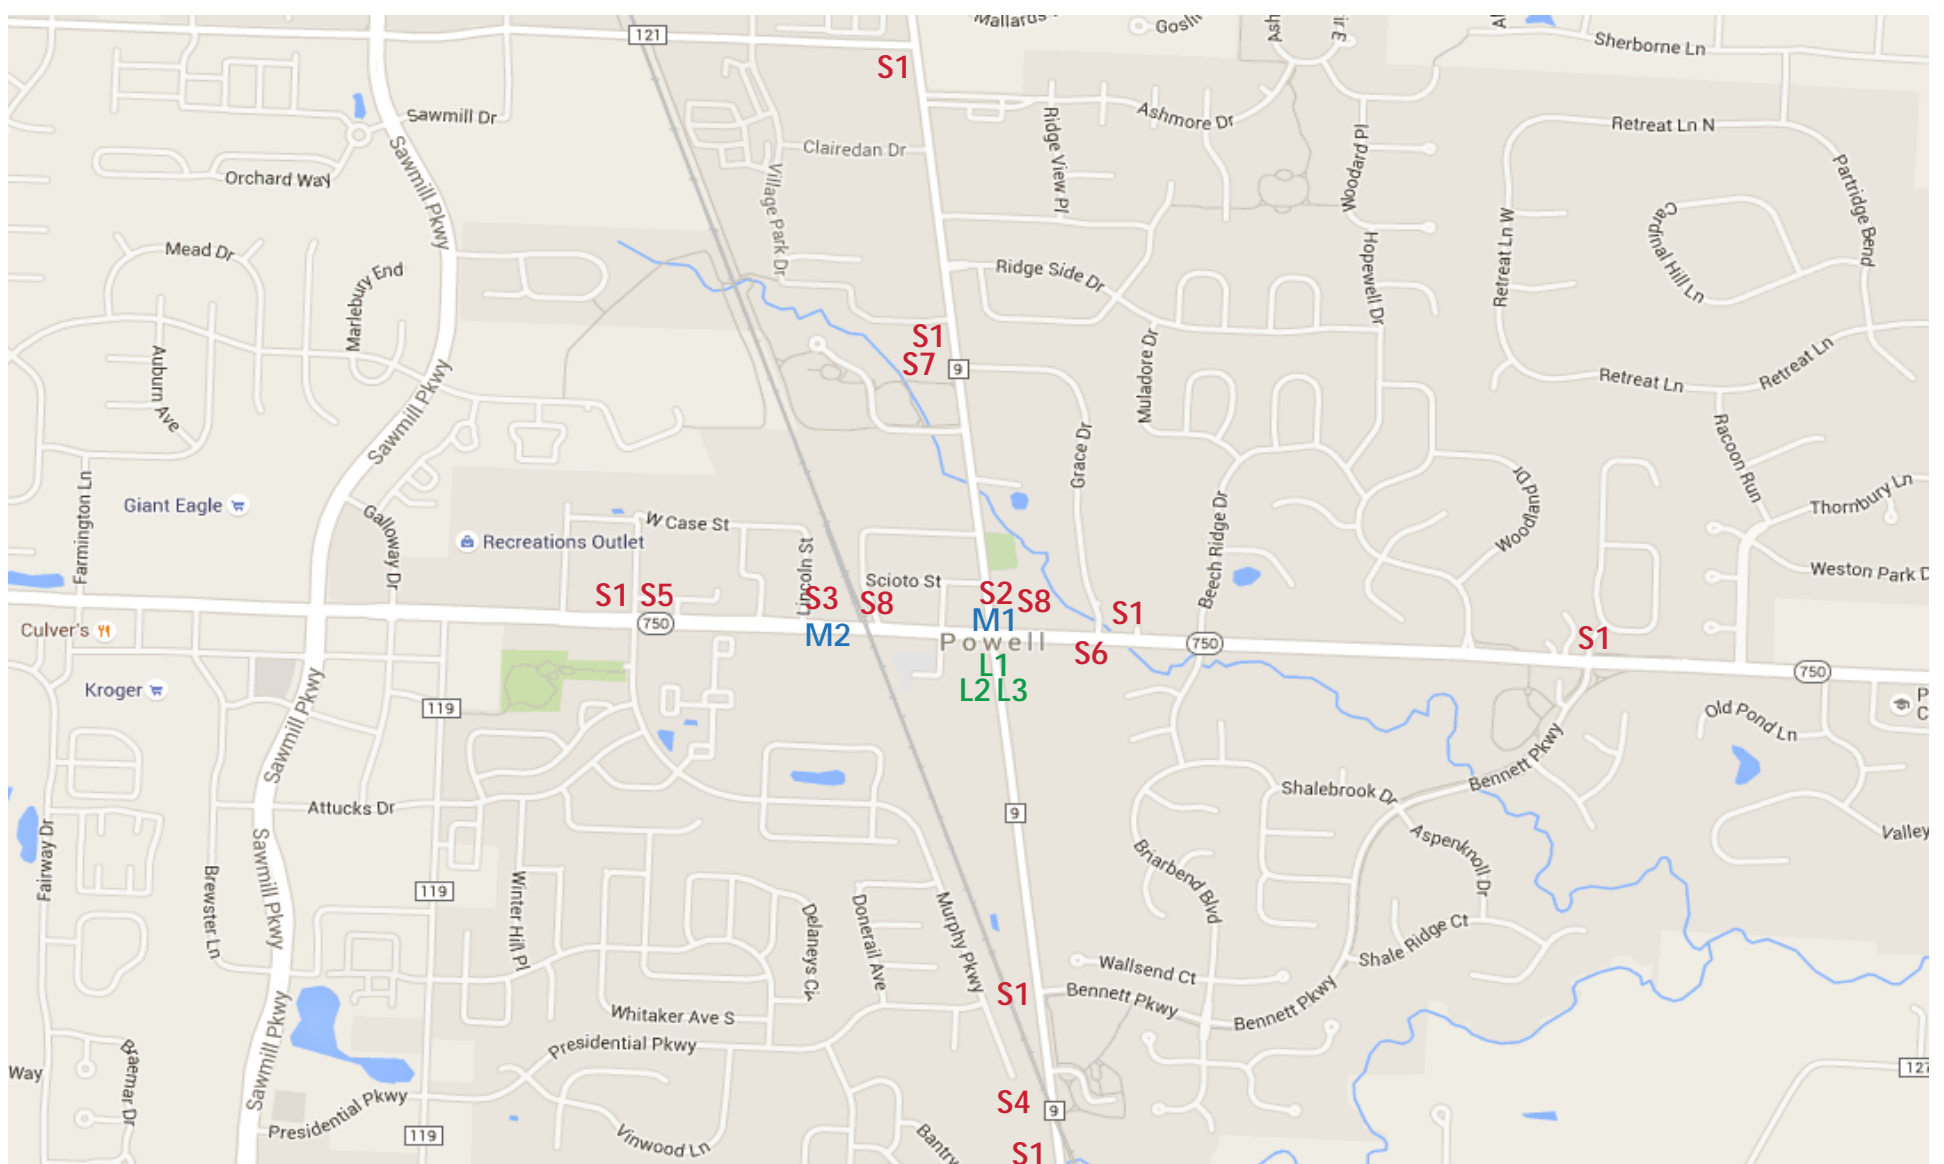 Mallards
Gosh
Ash
Sherborne Ln
121
S1
Sawmill Dr
Ashmore Dr
Retreat Ln N
Clairedan Dr
Ridge View Pl
Woodard Pl
Orchard Way
Sawmill Pkwy
Village Park Dr
Partridge Bend
Cardinal Hill Ln
Retreat Ln W
Mead Dr
Marlebury End
Ridge Side Dr
Hopewell Dr
S1
S7
9
Auburn Ave
Muladore Dr
Retreat Ln
Retreat Ln
Sawmill Pkwy
Grace Dr
Racoon Run
Farmington Ln
Giant Eagle
Galloway Dr
W Case St
Recreations Outlet
Lincoln St
Beech Ridge Dr
Woodland Dr
Thornbury Ln
Weston Park D
Scioto St
S1
S5
S3
S8
S2
S8
S1
Culver's
750
M2
M1
Powell
S6
750
S1
750
L1
L2
L3
Kroger
119
Sawmill Pkwy
P
C
Old Pond Ln
Bennett Pkwy
Attucks Dr
Shalebrook Dr
9
Fairway Dr
Sawmill Pkwy
Valley
Aspenknoll Dr
Briarbend Blvd
119
Brewster Ln
Winter Hill Pl
Delaneys Ci
Donerail Ave
Murphy Pkwy
Shale Ridge Ct
Wallsend Ct
S1
Bennett Pkwy
Bennett Pkwy
Whitaker Ave S
Presidential Pkwy
Sawmill Pkwy
Way
Braemar Dr
127
Presidential Pkwy
S4
9
119
Vinwood Ln
Bantry
S1